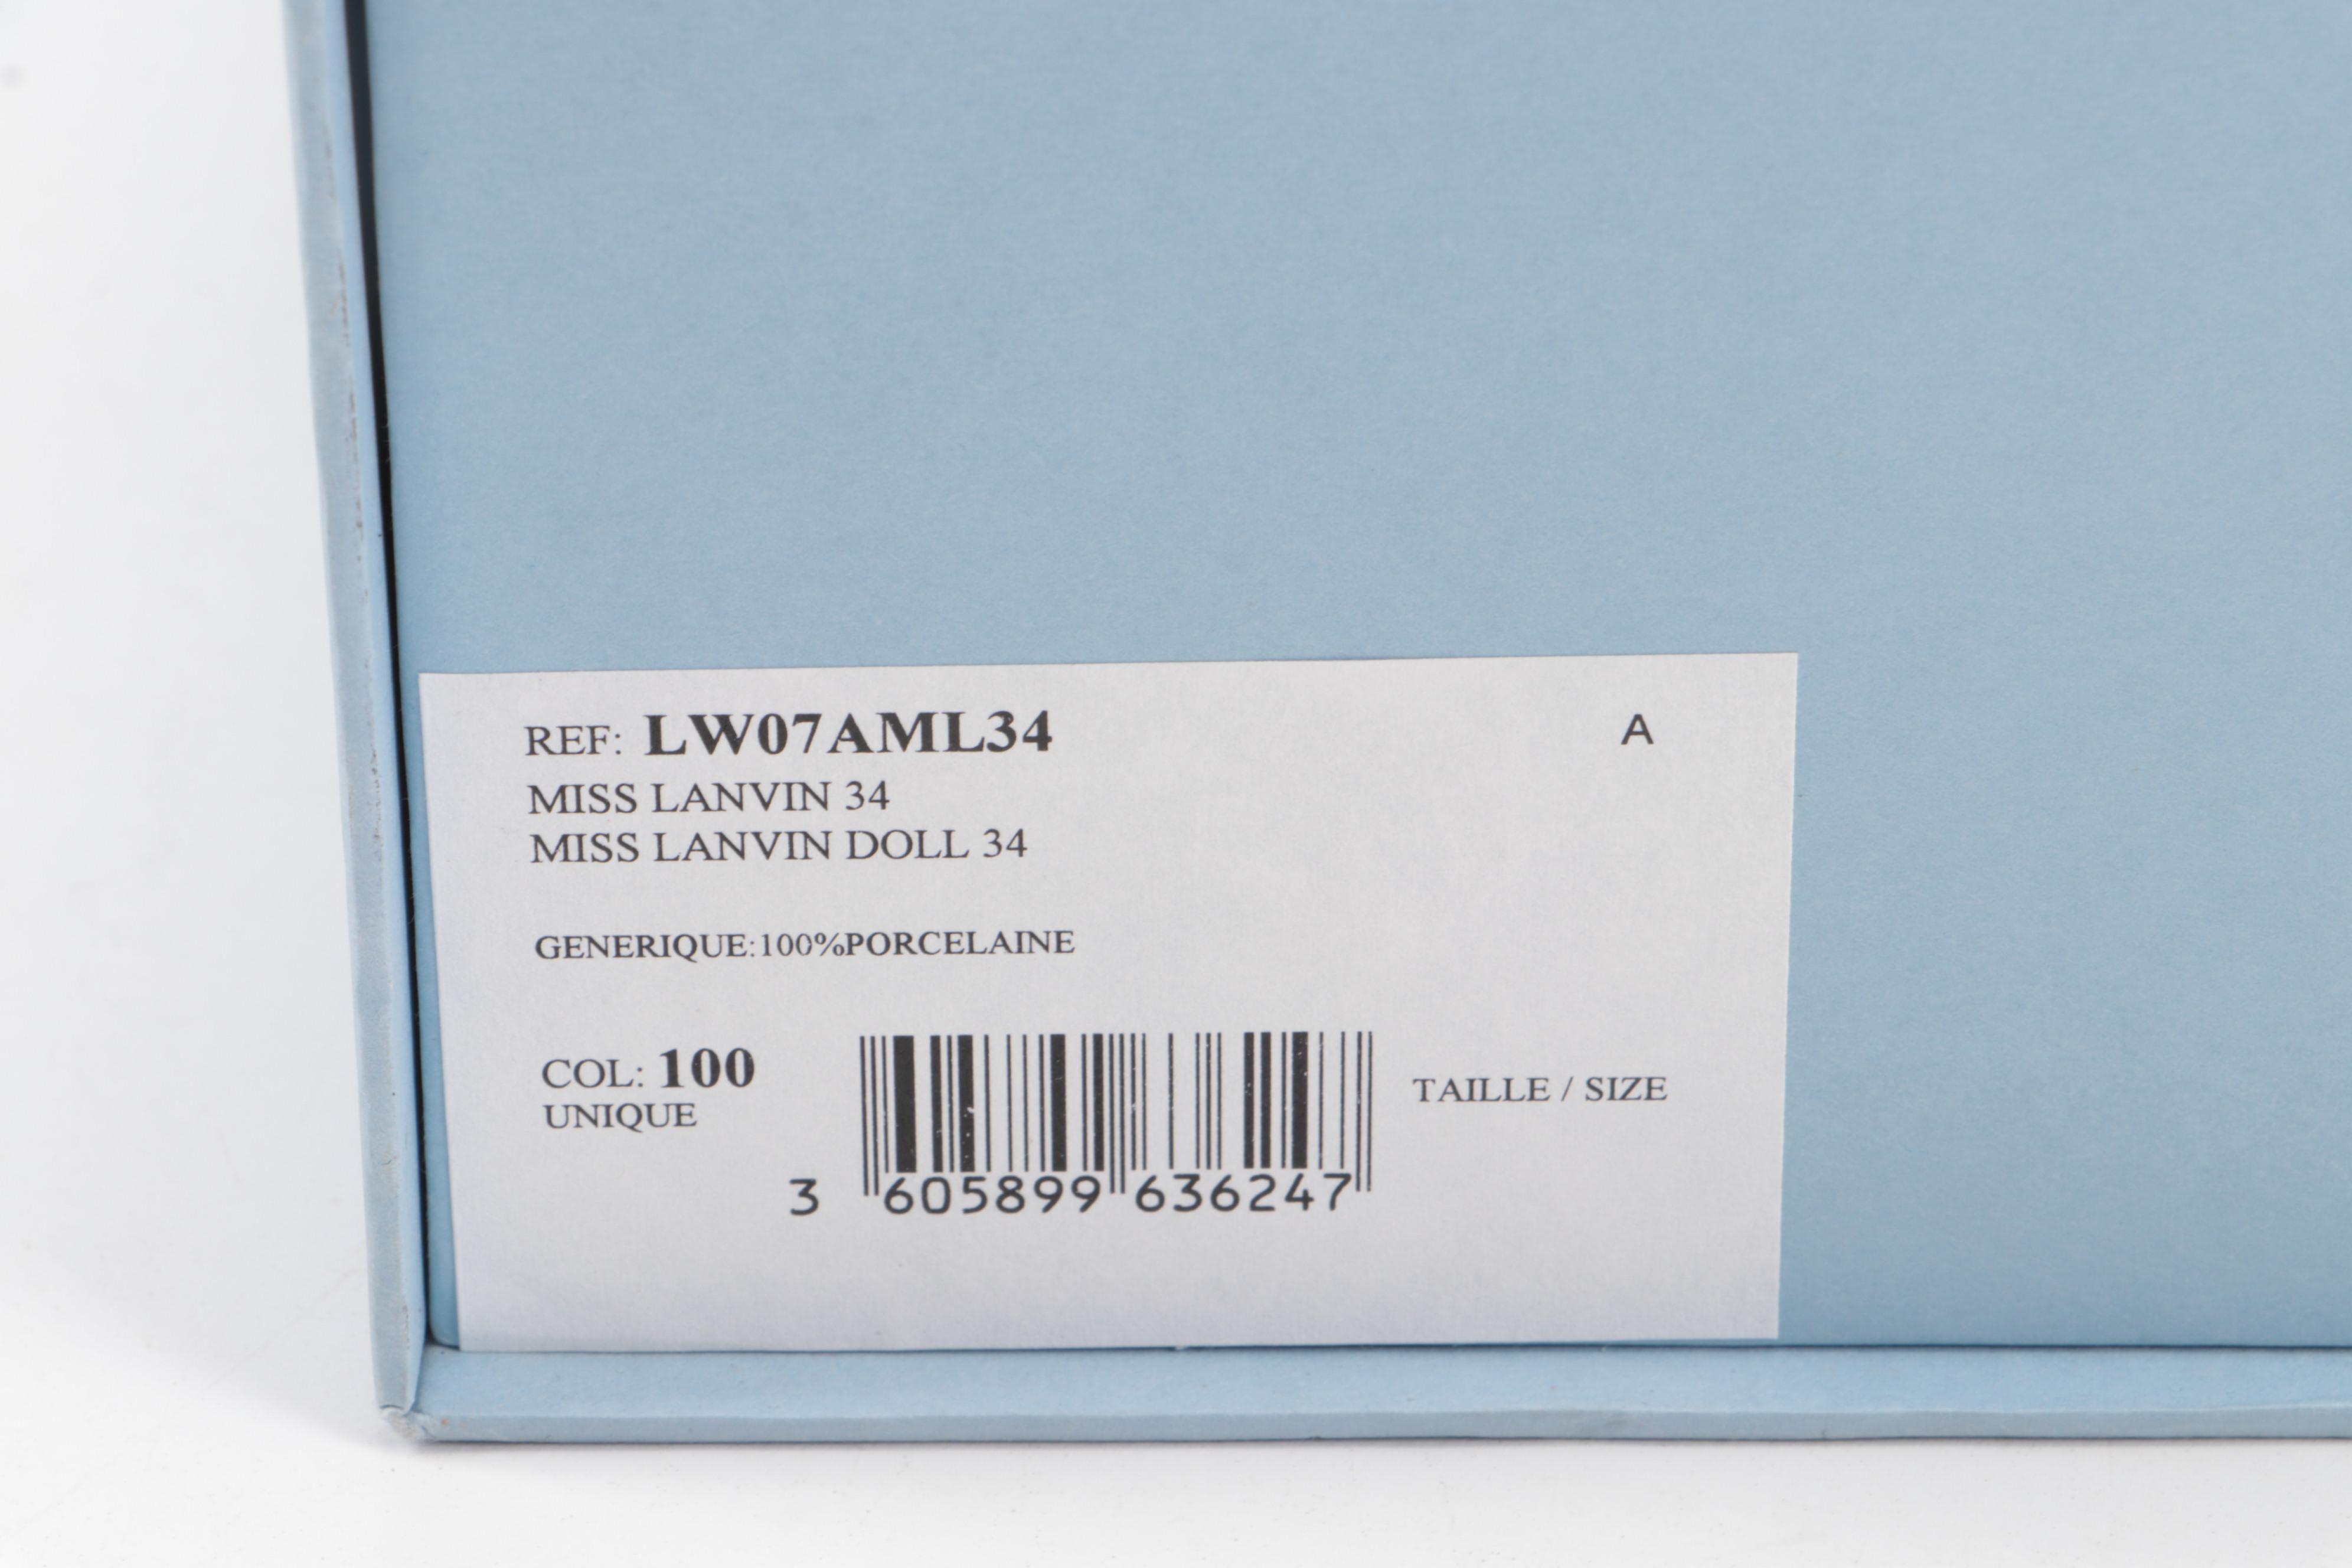 REF: LW07AML34 A
MISS LANVIN 34
MISS LANVIN DOLL 34
GENERIQUE:100%PORCELAINE
COL: 100
UNIQUE
TAILLE / SIZE
3 605899 636247